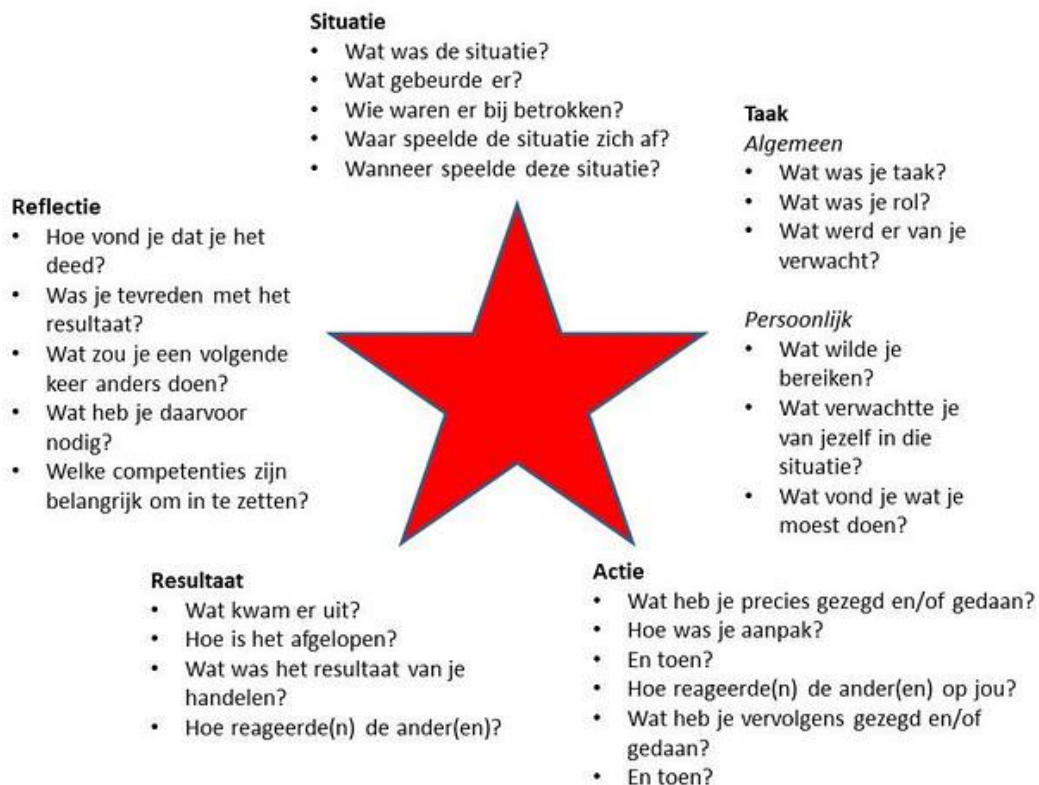 Situatie
• Wat was de situatie?
• Wat gebeurde er?
• Wie waren er bij betrokken?
• Waar speelde de situatie zich af?
• Wanneer speelde deze situatie?
Taak
Algemeen
• Wat was je taak?
• Wat was je rol?
• Wat werd er van je
verwacht?
Persoonlijk
• Wat wilde je
bereiken?
• Wat verwachtte je
van jezelf in die
situatie?
• Wat vond je wat je
moest doen?
Actie
• Wat heb je precies gezegd en/of gedaan?
• Hoe was je aanpak?
• En toen?
• Hoe reageerde(n) de ander(en) op jou?
• Wat heb je vervolgens gezegd en/of
gedaan?
• En toen?
Resultaat
• Wat kwam er uit?
• Hoe is het afgelopen?
• Wat was het resultaat van je
handelen?
• Hoe reageerde(n) de ander(en)?
Reflectie
• Hoe vond je dat je het
deed?
• Was je tevreden met het
resultaat?
• Wat zou je een volgende
keer anders doen?
• Wat heb je daarvoor
nodig?
• Welke competenties zijn
belangrijk om in te zetten?